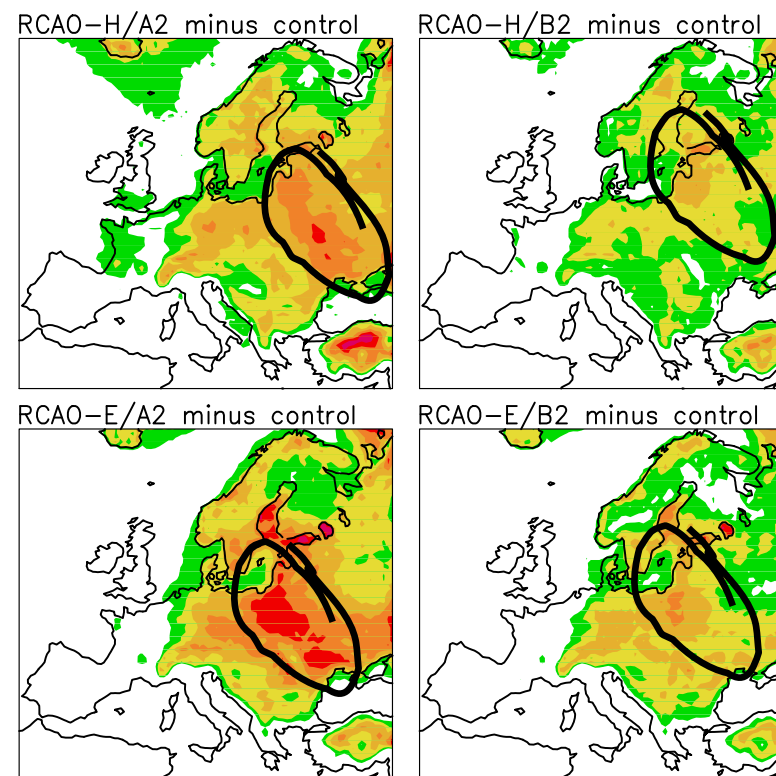 RCAO-H/A2 minus control
RCAO-H/B2 minus control
RCAO-E/A2 minus control
RCAO-E/B2 minus control